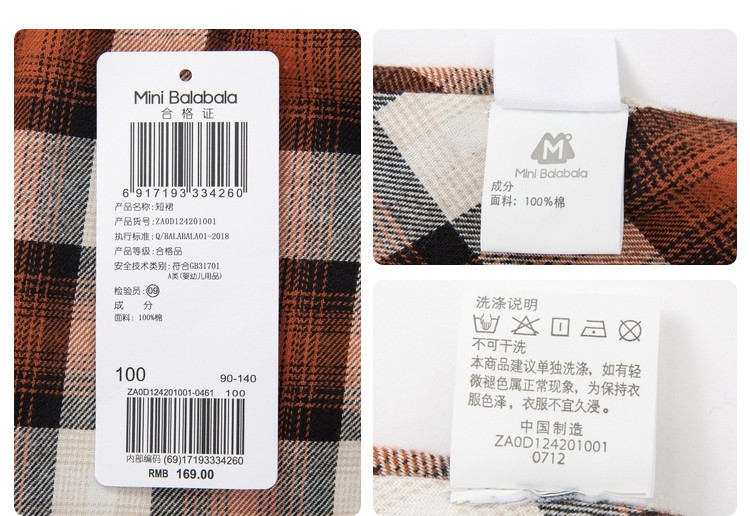 Mini Balabala
合格证
6 917193 334260
产品名称: 短裙
产品货号: ZA0D124201001
执行标准: Q/BALABALA01-2018
产品等级: 合格品
安全技术类别: 符合GB31701
A类(婴幼儿用品)
检验员: 09
成 分
面料: 100%棉
100 90-140
ZA0D124201001-0461 100
内部编码 (69)17193334260
RMB 169.00
M
Mini Balabala
成分
面料: 100%棉
洗涤说明
不可干洗
本商品建议单独洗涤，如有轻
微褪色属正常现象，为保持衣
服色泽，衣服不宜久浸。
中国制造
ZA0D124201001
0712